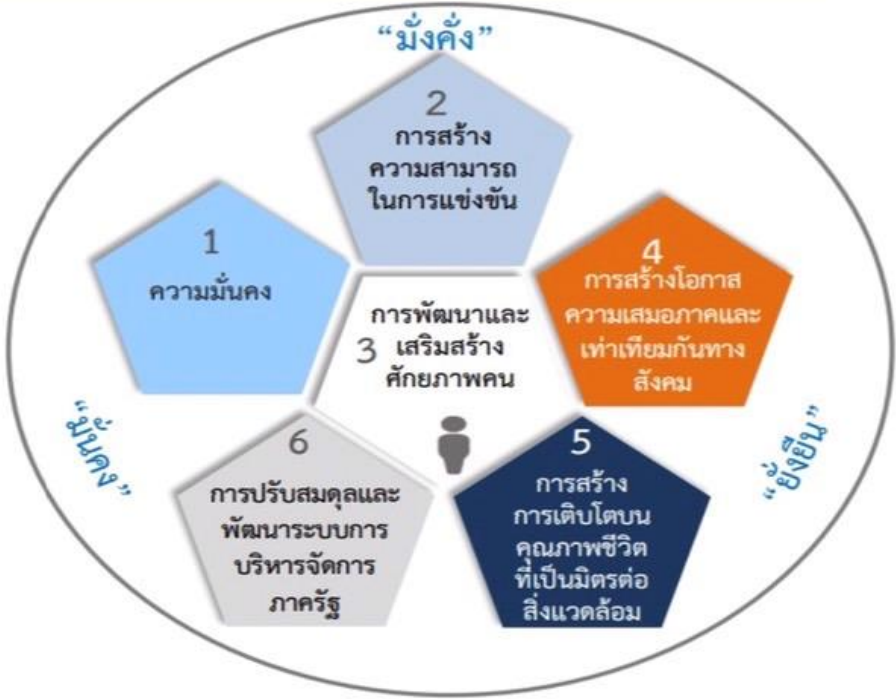 “มั่งคั่ง”
2
การสร้าง
ความสามารถ
ในการแข่งขัน
1
ความมั่นคง
4
การสร้างโอกาส
ความเสมอภาคและ
เท่าเทียมกันทาง
สังคม
3
การพัฒนาและ
เสริมสร้าง
ศักยภาพคน
“มั่นคง”
“ยั่งยืน”
6
การปรับสมดุลและ
พัฒนาระบบการ
บริหารจัดการ
ภาครัฐ
5
การสร้าง
การเติบโตบน
คุณภาพชีวิต
ที่เป็นมิตรต่อ
สิ่งแวดล้อม